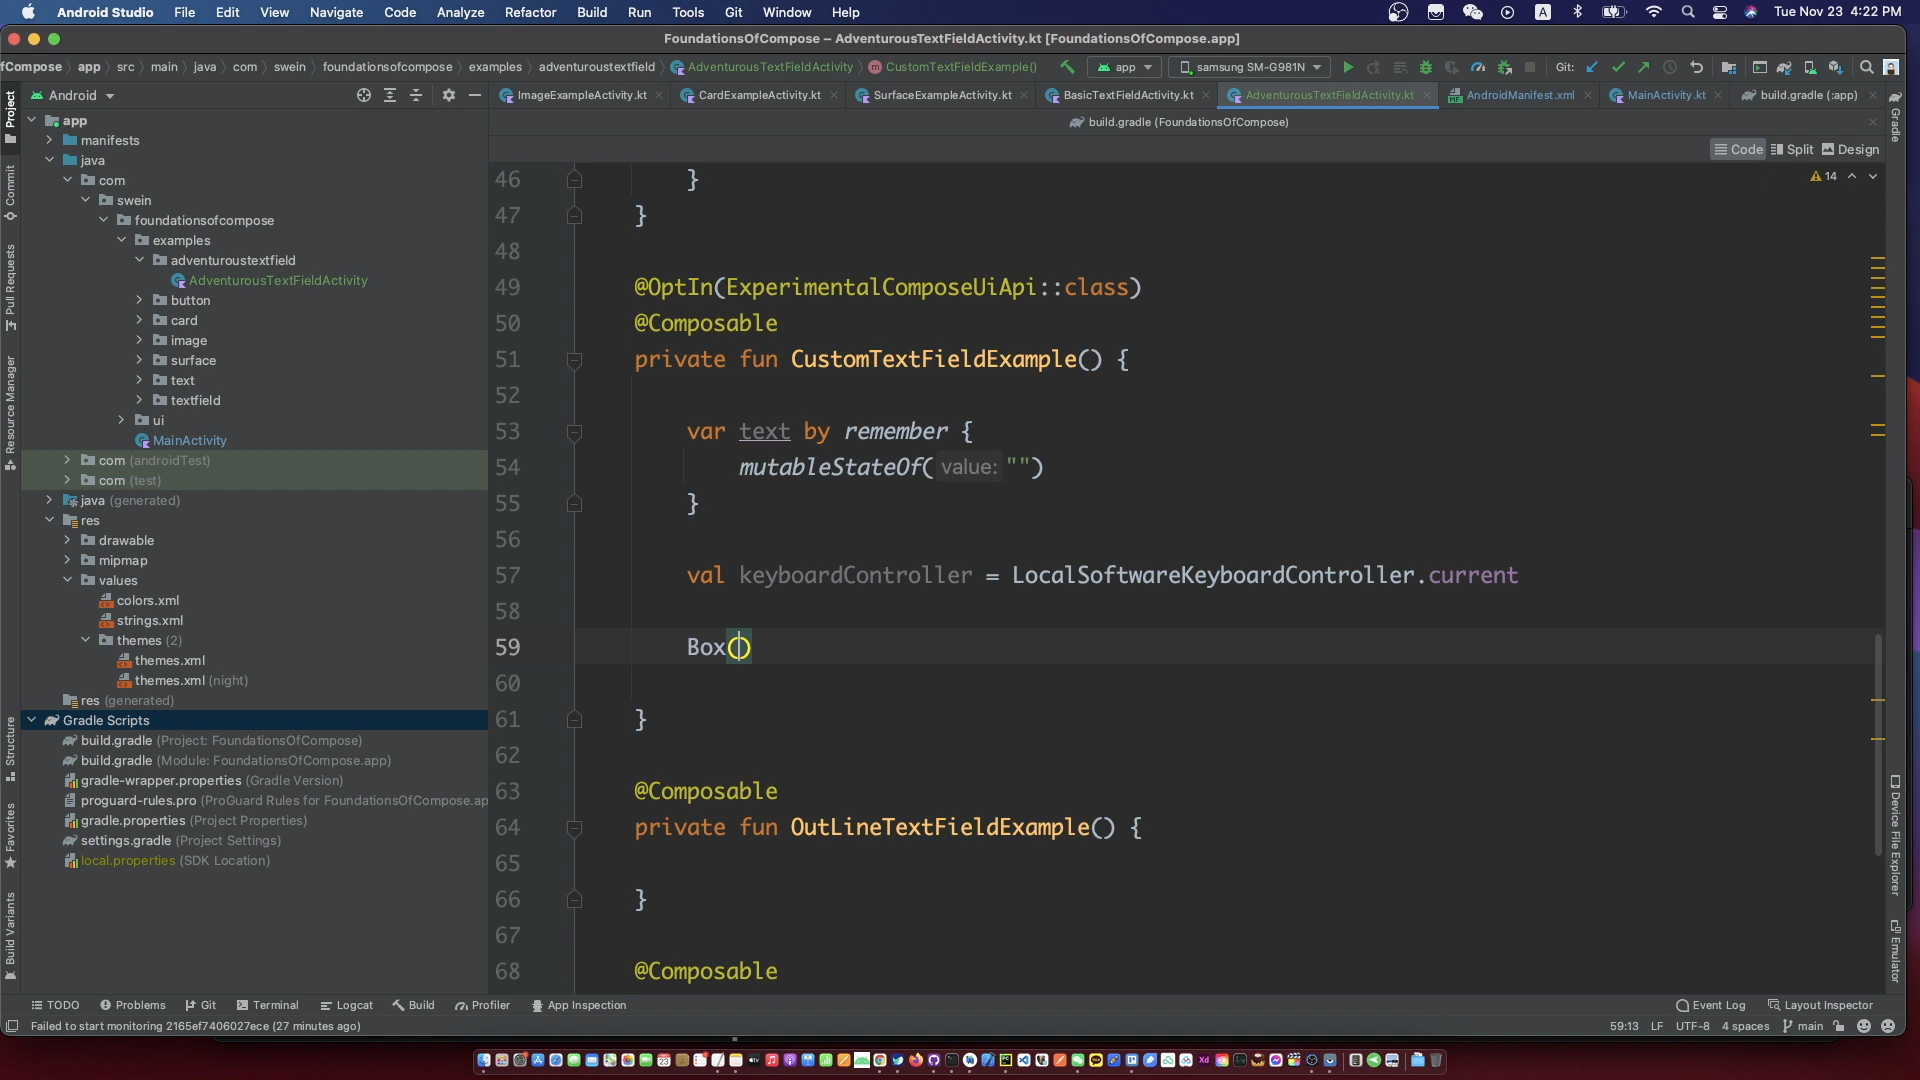 Android Studio File Edit View Navigate Code Analyze Refactor Build Run Tools Git Window Help A Tue Nov 23 4:22 PM
FoundationsOfCompose – AdventurousTextFieldActivity.kt [FoundationsOfCompose.app]
fCompose app src main java com swein foundationsofcompose examples adventuroustextfield AdventurousTextFieldActivity CustomTextFieldExample() app samsung SM-G981N Git:
Project
Android
ImageExampleActivity.kt CardExampleActivity.kt SurfaceExampleActivity.kt BasicTextFieldActivity.kt AdventurousTextFieldActivity.kt AndroidManifest.xml MainActivity.kt build.gradle (:app)
build.gradle (FoundationsOfCompose)
Code Split Design
14
app
manifests
java
com
swein
foundationsofcompose
examples
adventuroustextfield
AdventuroustTextFieldActivity
button
card
image
surface
text
textfield
ui
MainActivity
com (androidTest)
com (test)
java (generated)
res
drawable
mipmap
values
colors.xml
strings.xml
themes (2)
themes.xml
themes.xml (night)
res (generated)
Gradle Scripts
build.gradle (Project: FoundationsOfCompose)
build.gradle (Module: FoundationsOfCompose.app)
gradle-wrapper.properties (Gradle Version)
proguard-rules.pro (ProGuard Rules for FoundationsOfCompose.ap
gradle.properties (Project Properties)
settings.gradle (Project Settings)
local.properties (SDK Location)
Commit
Pull Requests
Resource Manager
Structure
Favorites
Build Variants
46 }
47 }
48
49 @OptIn(ExperimentalComposeUiApi::class)
50 @Composable
51 private fun CustomTextFieldExample() {
52
53 var text by remember {
54 mutableStateOf( value: "")
55 }
56
57 val keyboardController = LocalSoftwareKeyboardController.current
58
59 Box()
60
61 }
62
63 @Composable
64 private fun OutLineTextFieldExample() {
65
66 }
67
68 @Composable
Gradle
Device File Explorer
Emulator
TODO Problems Git Terminal Logcat Build Profiler App Inspection Event Log Layout Inspector
Failed to start monitoring 2165ef7406027ece (27 minutes ago) 59:13 LF UTF-8 4 spaces main